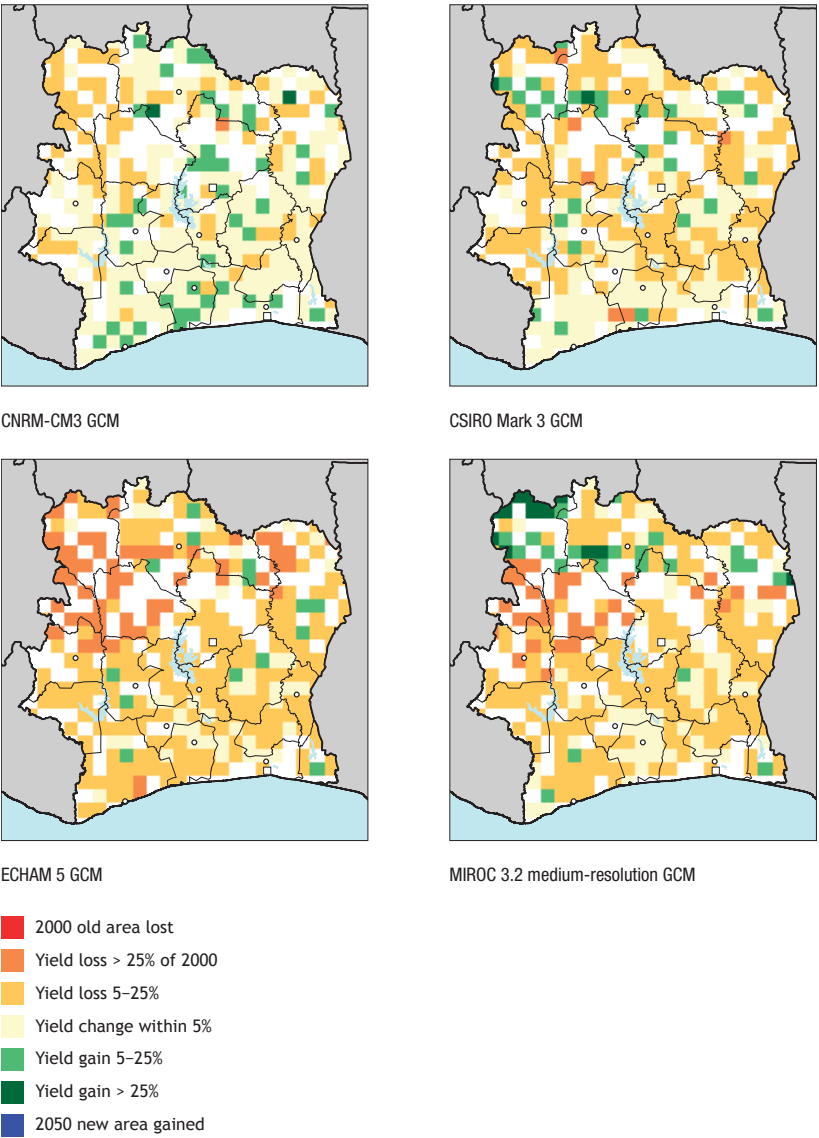 CNRM-CM3 GCM
CSIRO Mark 3 GCM
ECHAM 5 GCM
MIROC 3.2 medium-resolution GCM
2000 old area lost
Yield loss > 25% of 2000
Yield loss 5–25%
Yield change within 5%
Yield gain 5–25%
Yield gain > 25%
2050 new area gained